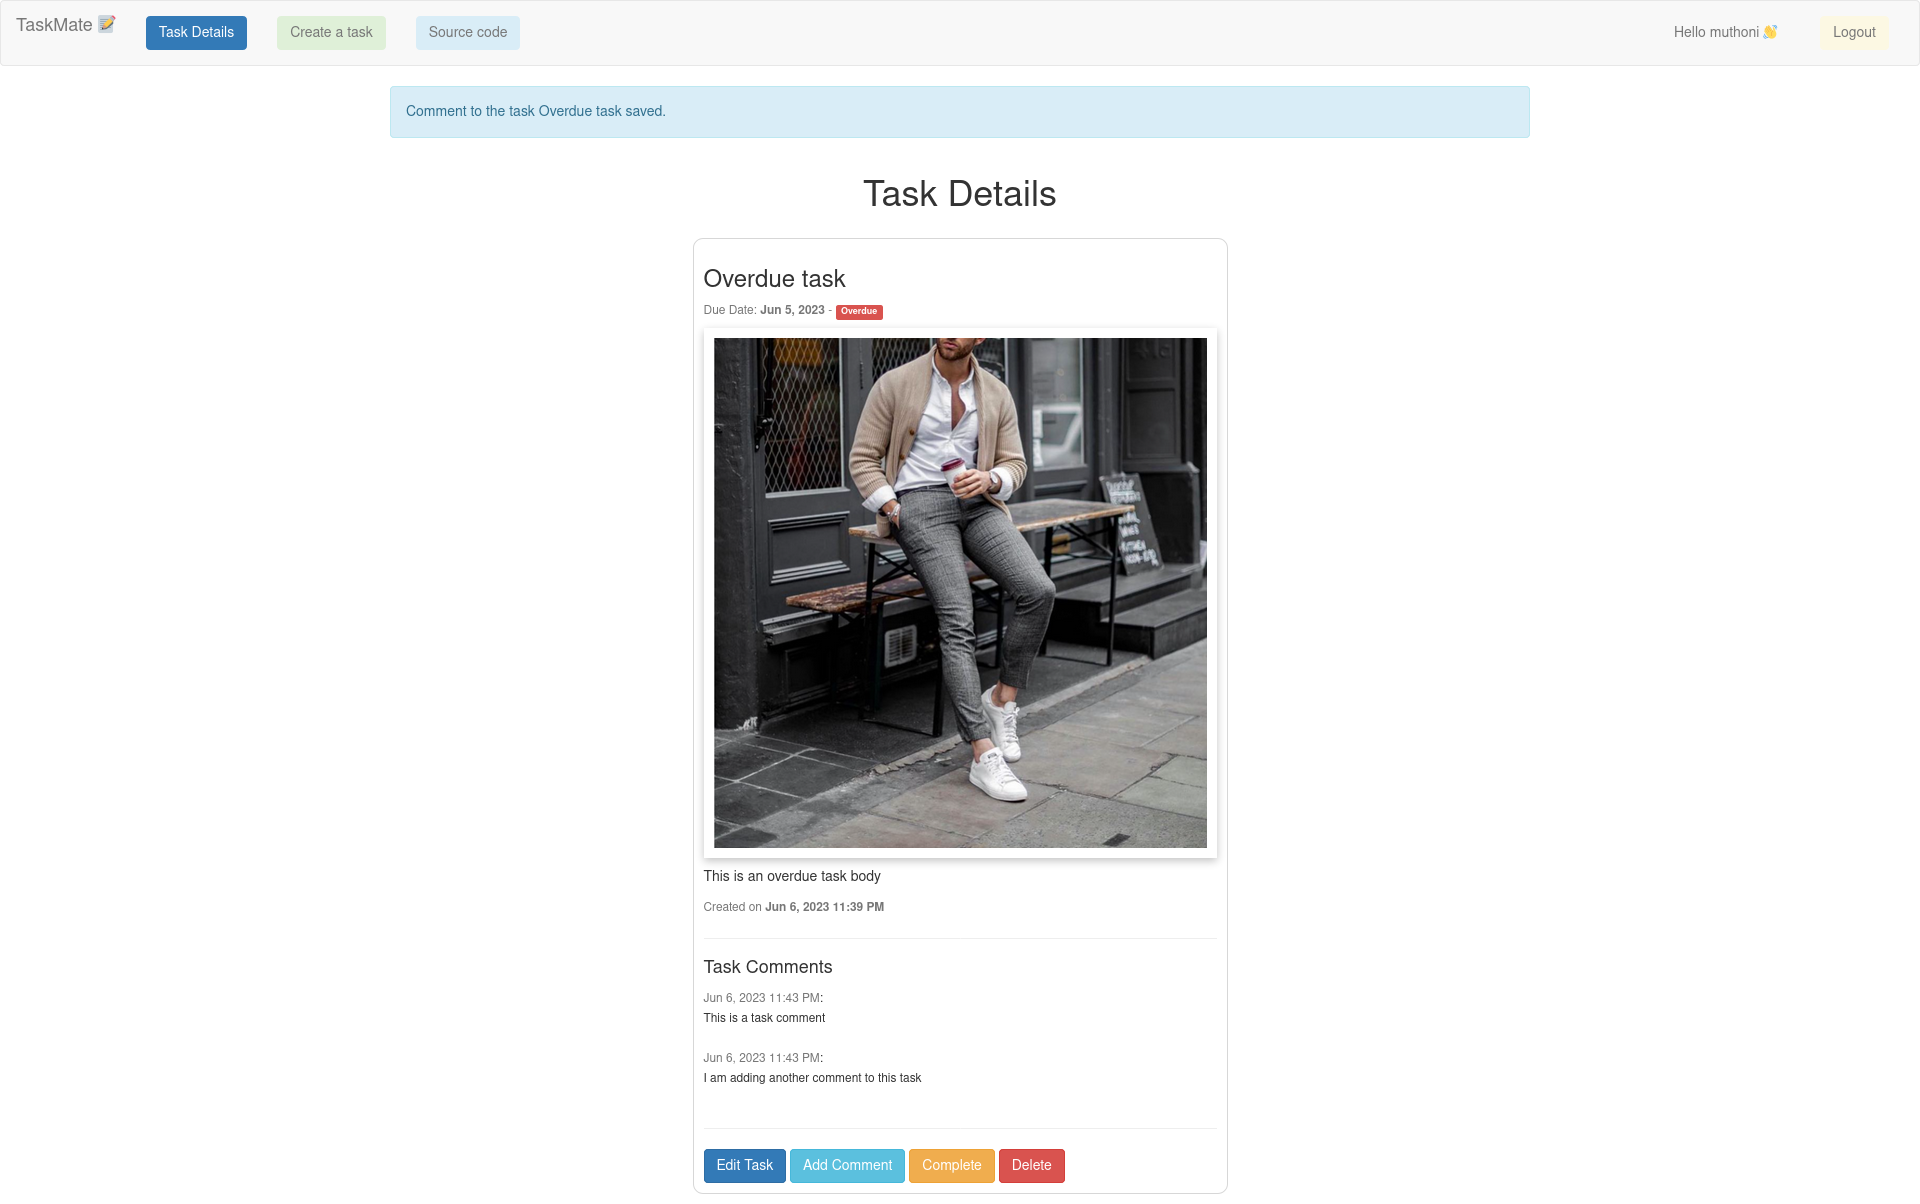 TaskMate
Task Details
Create a task
Source code
Hello muthoni
Logout
Comment to the task Overdue task saved.
Task Details
Overdue task
Due Date: Jun 5, 2023 - Overdue
This is an overdue task body
Created on Jun 6, 2023 11:39 PM
Task Comments
Jun 6, 2023 11:43 PM:
This is a task comment
Jun 6, 2023 11:43 PM:
I am adding another comment to this task
Edit Task
Add Comment
Complete
Delete